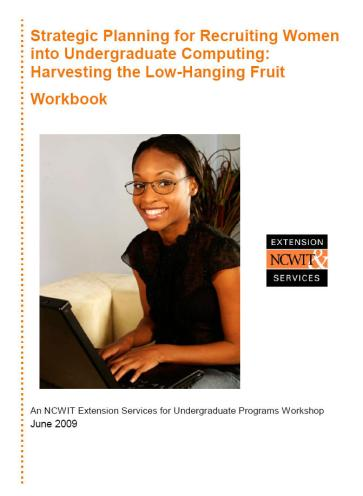 Strategic Planning for Recruiting Women
into Undergraduate Computing:
Harvesting the Low-Hanging Fruit
Workbook
EXTENSION
NCWIT&
SERVICES
An NCWIT Extension Services for Undergraduate Programs Workshop
June 2009